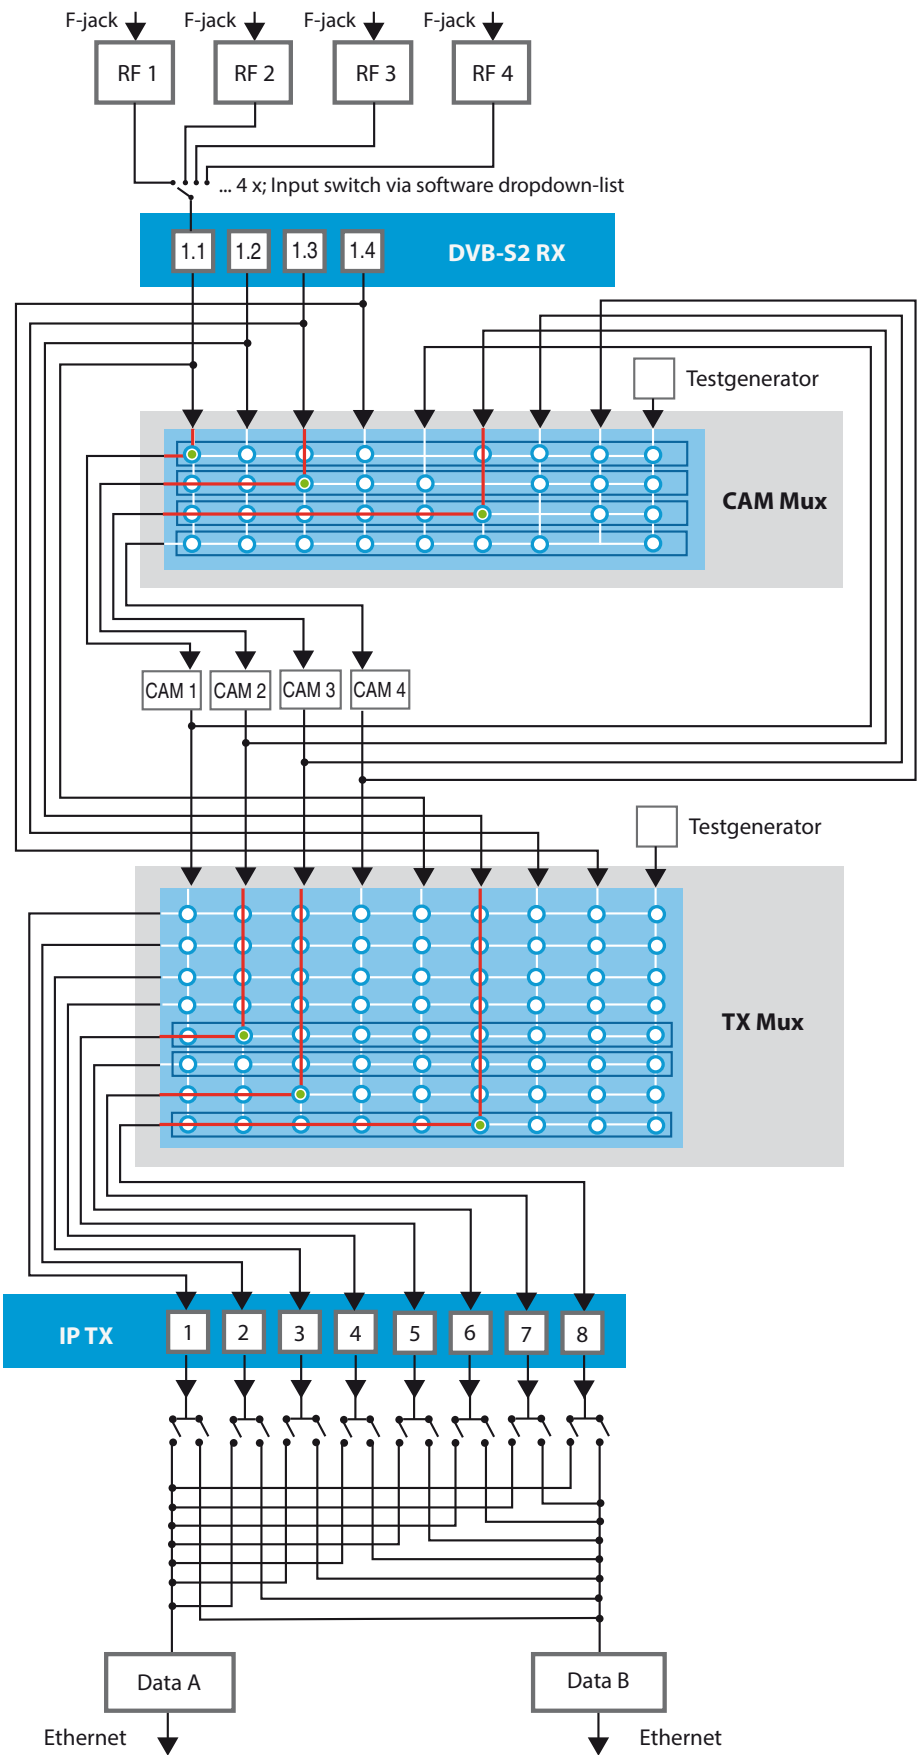 F-jack F-jack F-jack F-jack
RF 1 RF 2 RF 3 RF 4
... 4 x; Input switch via software dropdown-list
1.1 1.2 1.3 1.4 DVB-S2 RX
Testgenerator
CAM Mux
CAM 1 CAM 2 CAM 3 CAM 4
Testgenerator
TX Mux
IP TX 1 2 3 4 5 6 7 8
Data A Data B
Ethernet Ethernet